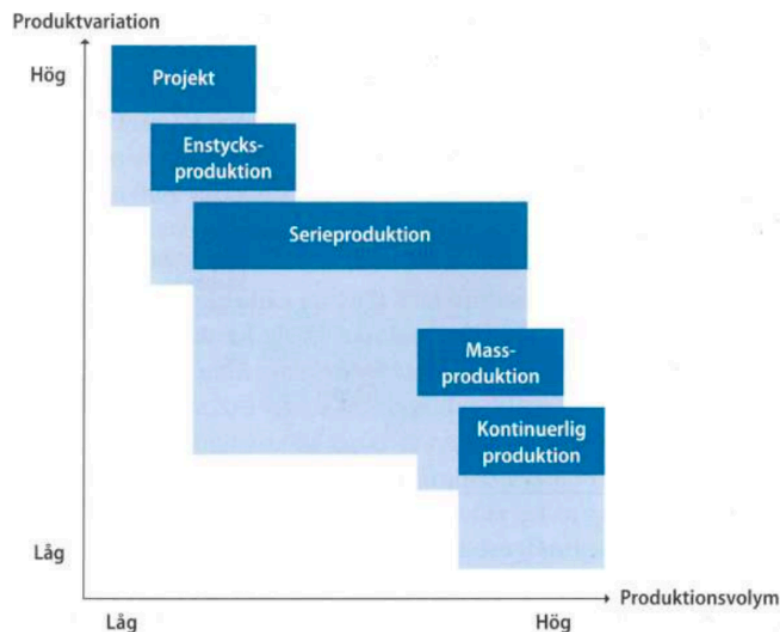 Produktvariation
Hög
Projekt
Enstycks-
produktion
Serieproduktion
Mass-
produktion
Kontinuerlig
produktion
Låg
Produktionsvolym
Låg
Hög